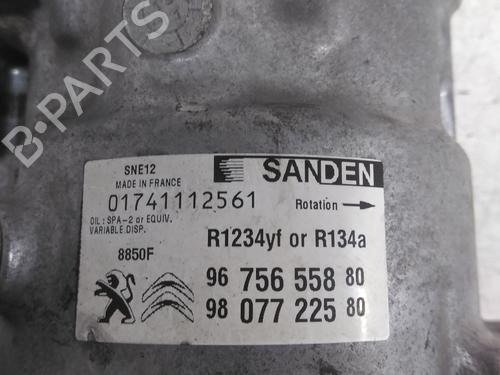 B-PARTS
SNE12
MADE IN FRANCE
01741112561
OIL : SPA-2 or EQUIV.
VARIABLE DISP.
8850F
SANDEN
Rotation
R1234yf or R134a
96 756 558 80
98 077 225 80